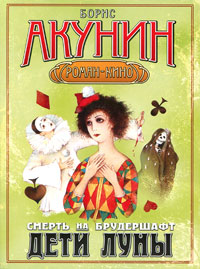 БОРИС
АКУНИН
РОМАН-КИНО
СМЕРТЬ НА БРУДЕРШАФТ
ДЕТИ ЛУНЫ